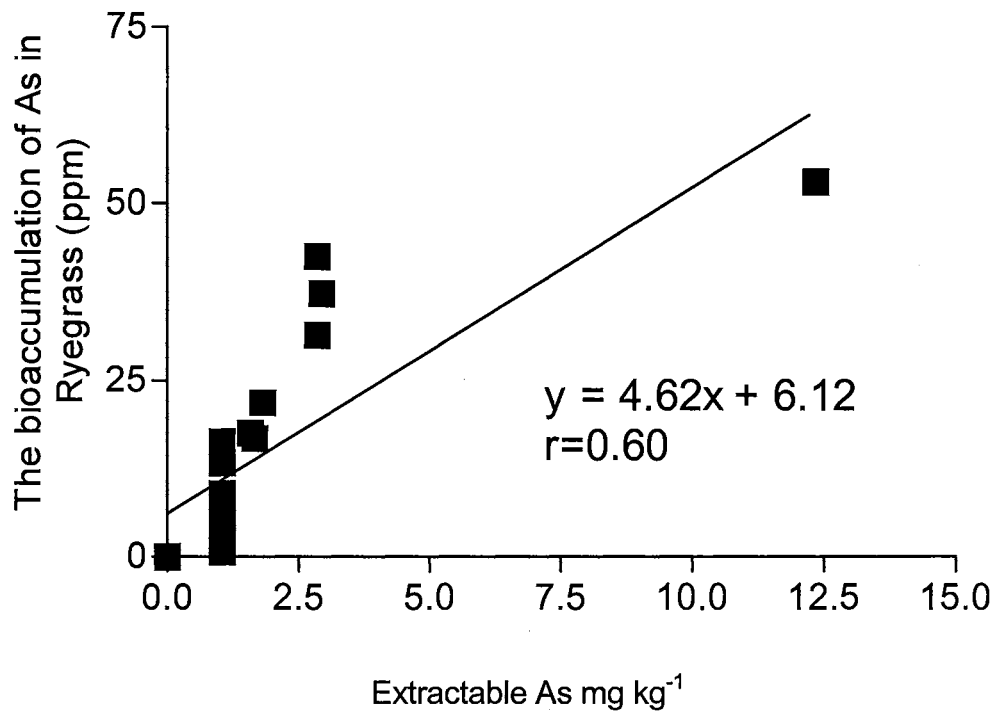 The bioaccumulation of As in
Ryegrass (ppm)
75
50
25
0
y = 4.62x + 6.12
r=0.60
0.0 2.5 5.0 7.5 10.0 12.5 15.0
Extractable As mg kg⁻¹